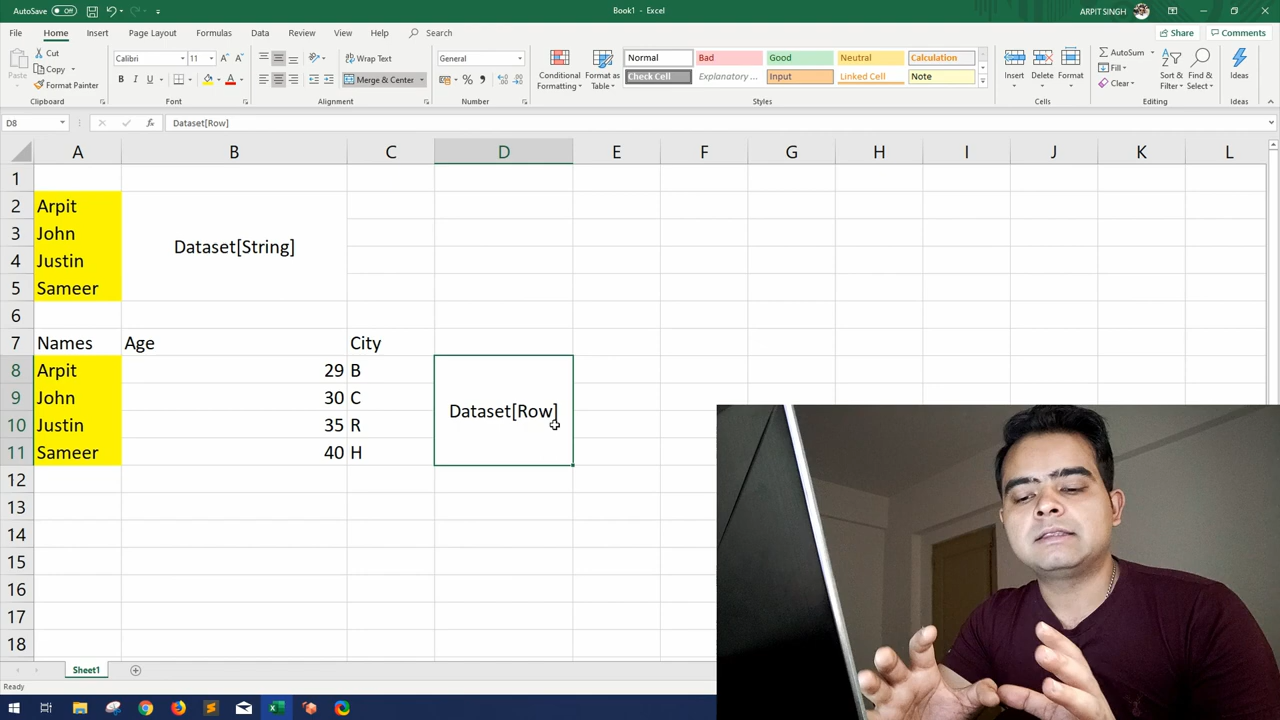 AutoSave Off Book1 - Excel ARPIT SINGH
File Home Insert Page Layout Formulas Data Review View Help Search Share Comments
Paste Cut Copy Format Painter
Calibri 11 A A B I U A
Wrap Text Merge & Center
General % ,
Conditional Formatting Format as Table
Normal Bad Good Neutral Calculation
Check Cell Explanatory ... Input Linked Cell Note
Insert Delete Format
AutoSum Fill Clear Sort & Filter Find & Select Ideas
Clipboard Font Alignment Number Styles Cells Editing Ideas
D8 fx Dataset[Row]
A B C D E F G H I J K L
1
2 Arpit
3 John
Dataset[String]
4 Justin
5 Sameer
6
7 Names Age City
8 Arpit 29 B
9 John 30 C
Dataset[Row]
10 Justin 35 R
11 Sameer 40 H
12
13
14
15
16
17
18
Sheet1
Ready